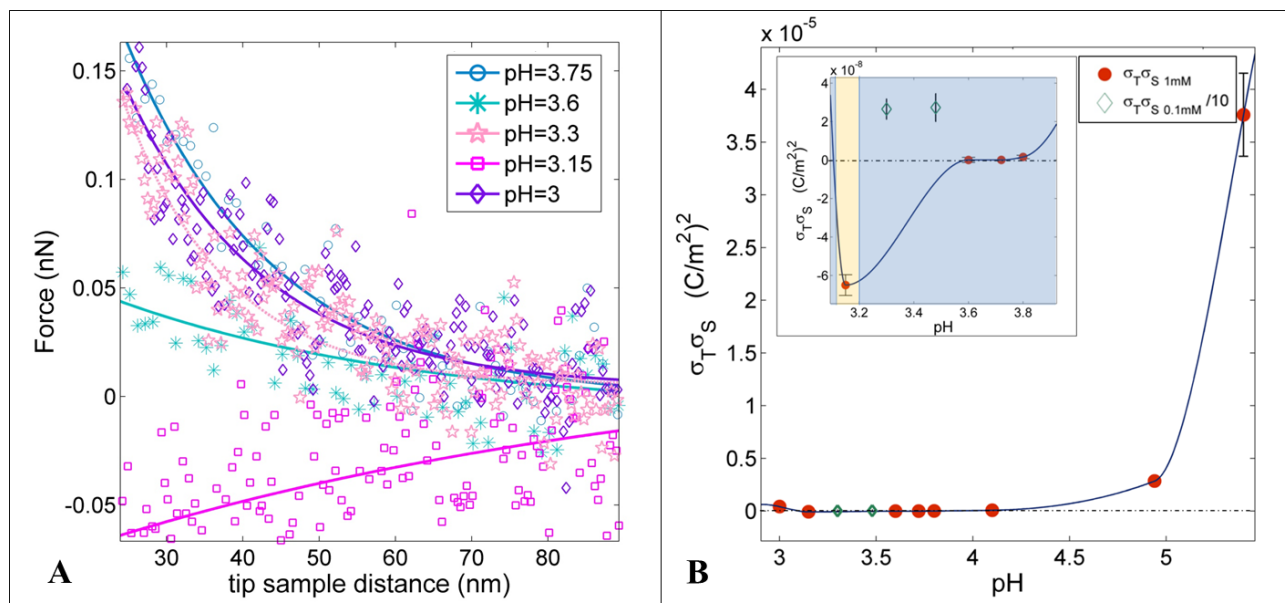 0.15
0.1
0.05
0
-0.05
Force (nN)
pH=3.75
pH=3.6
pH=3.3
pH=3.15
pH=3
30 40 50 60 70 80
tip sample distance (nm)
A
x 10⁻⁵
4
3.5
3
2.5
2
1.5
1
0.5
0
σ_Tσ_S (C/m²)²
σ_Tσ_S 1mM
σ_Tσ_S 0.1mM /10
x 10⁻⁸
4
2
0
-2
-4
-6
σ_Tσ_S (C/m²)²
3.2 3.4 3.6 3.8
pH
3 3.5 4 4.5 5
pH
B